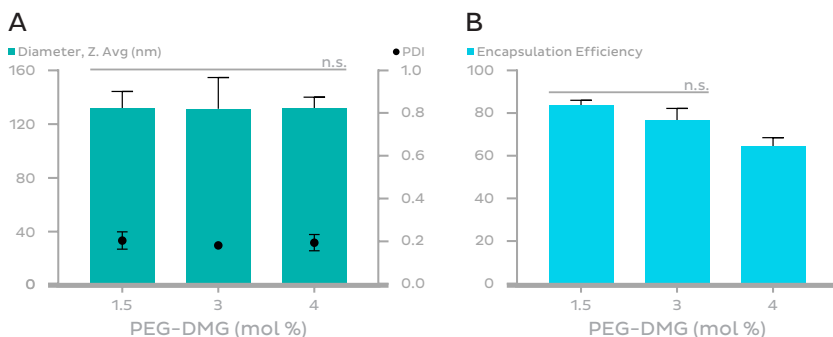 A
Diameter, Z. Avg (nm)
PDI
n.s.
160
120
80
40
0
1.0
0.8
0.6
0.4
0.2
0.0
1.5 3 4
PEG-DMG (mol %)
B
Encapsulation Efficiency
n.s.
100
80
60
40
20
0
1.5 3 4
PEG-DMG (mol %)